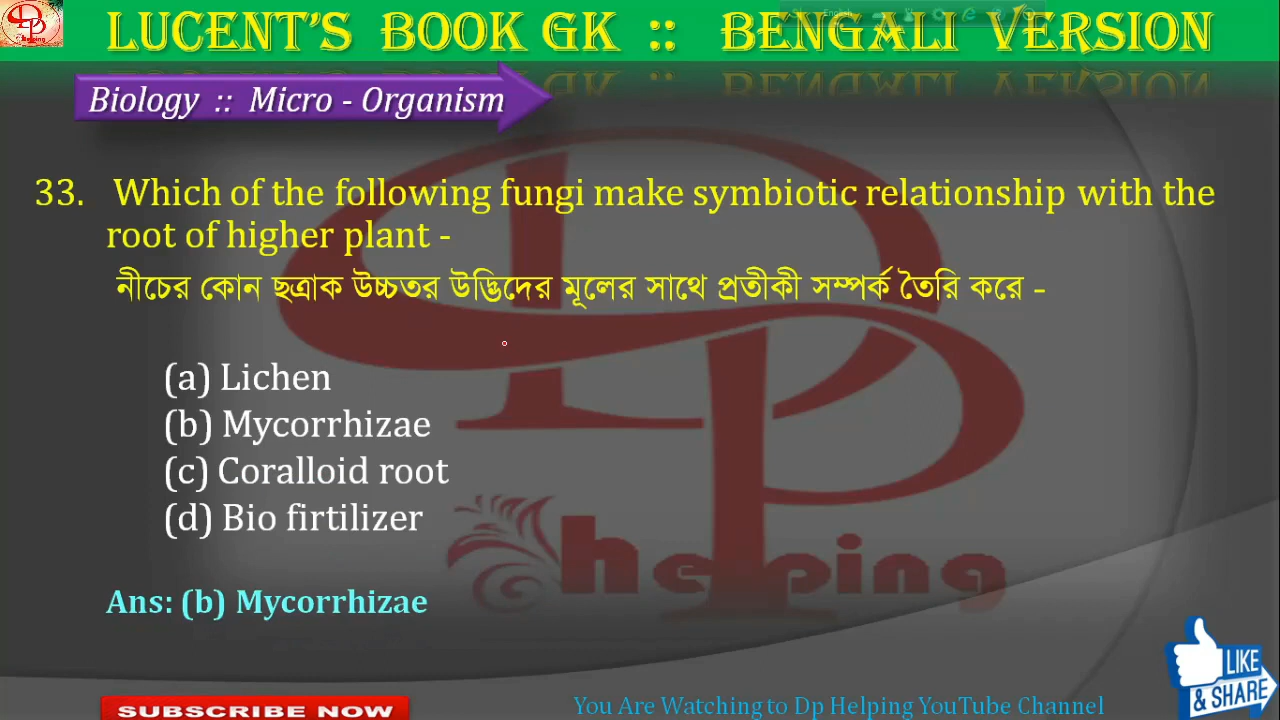 LUCENT'S BOOK GK :: BENGALI VERSION
Biology :: Micro - Organism
33. Which of the following fungi make symbiotic relationship with the
root of higher plant -
নীচের কোন ছত্রাক উচ্চতর উদ্ভিদের মূলের সাথে প্রতীকী সম্পর্ক তৈরি করে -
(a) Lichen
(b) Mycorrhizae
(c) Coralloid root
(d) Bio firtilizer
Ans: (b) Mycorrhizae
helping
LIKE
& SHARE
SUBSCRIBE NOW
You Are Watching to Dp Helping YouTube Channel